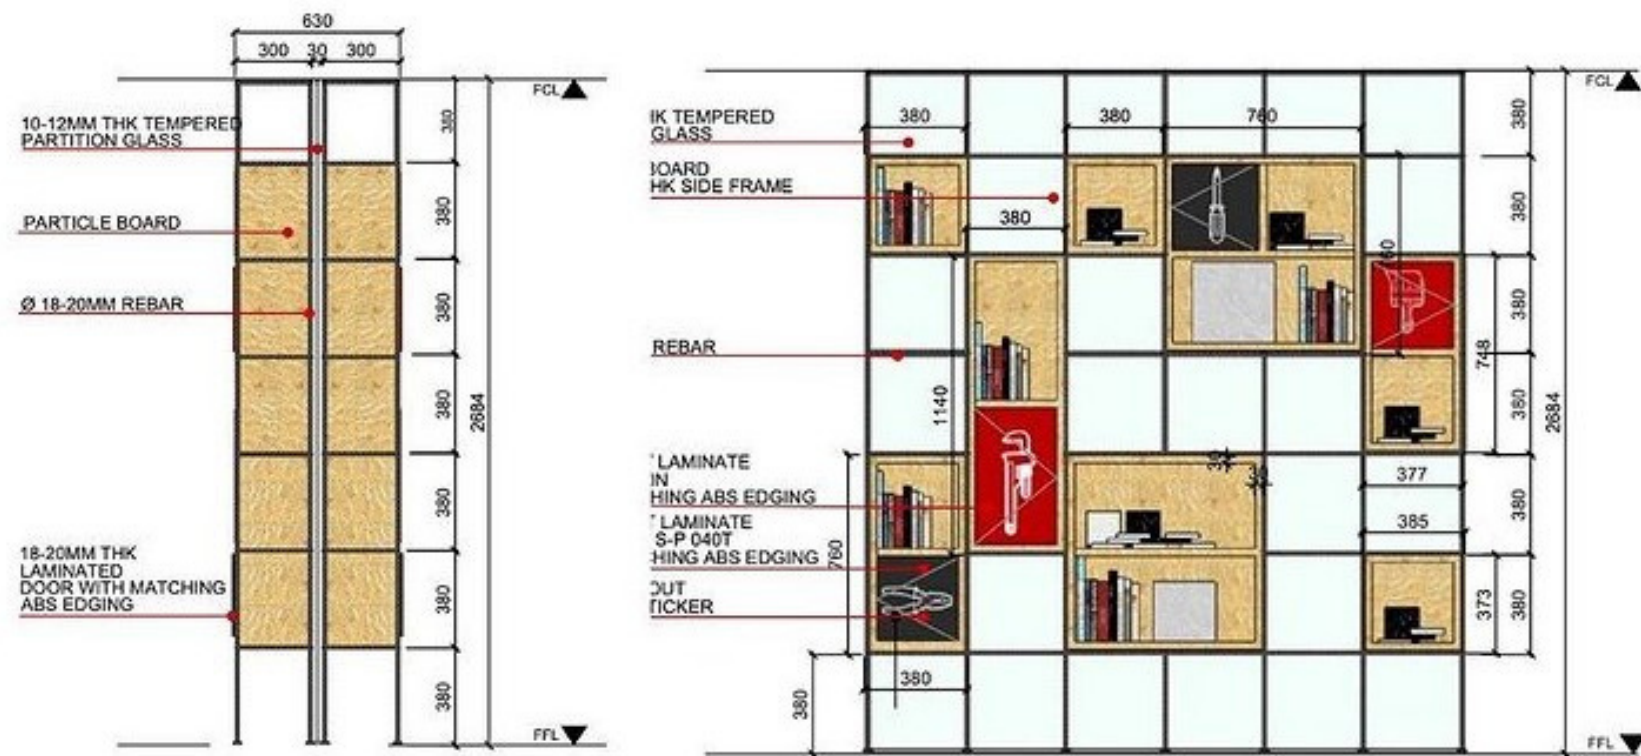 630
300 30 300
FCL
10-12MM THK TEMPERED
PARTITION GLASS
380
PARTICLE BOARD
380
Ø 18-20MM REBAR
380
380
2684
380
18-20MM THK
LAMINATED
DOOR WITH MATCHING
ABS EDGING
380
380
FFL
FCL
IK TEMPERED
GLASS
380
380
760
380
BOARD
HK SIDE FRAME
380
380
760
380
REBAR
748
380
1140
2684
LAMINATE
IN
HING ABS EDGING
30
30
377
380
LAMINATE
S-P 040T
HING ABS EDGING
385
760
OUT
TICKER
373
380
380
380
FFL